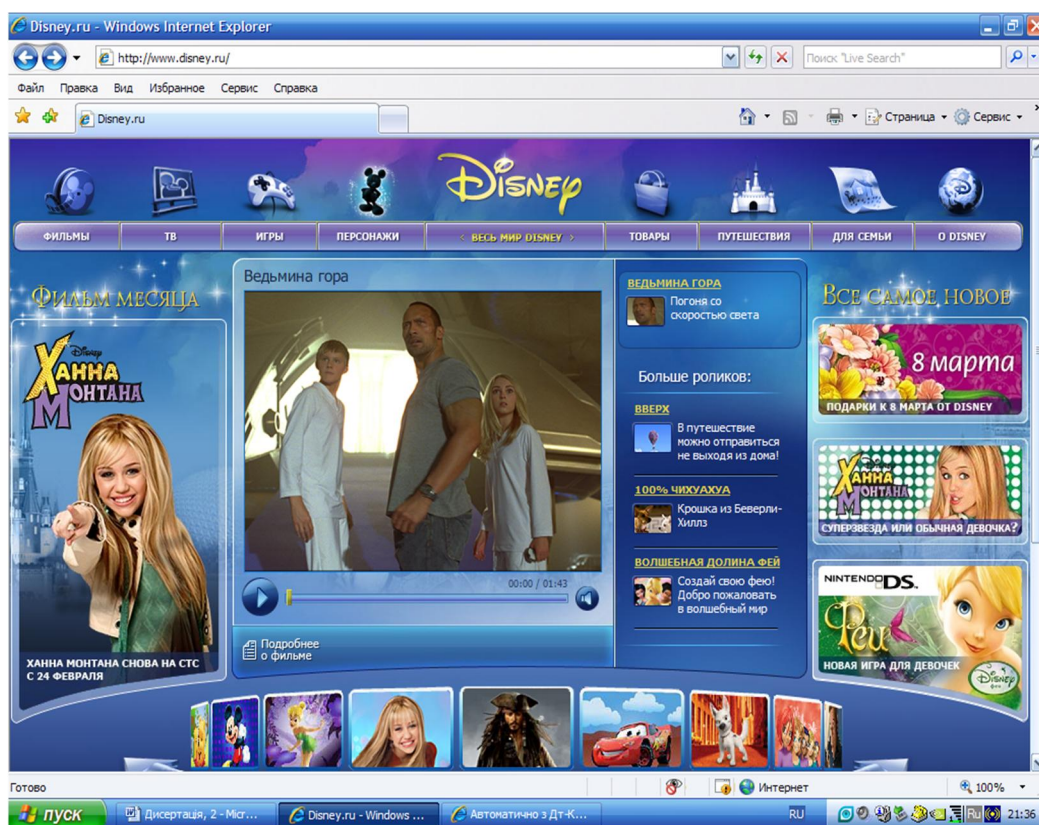 Disney.ru - Windows Internet Explorer
http://www.disney.ru/
Поиск "Live Search"
Файл Правка Вид Избранное Сервис Справка
Disney.ru
Страница Сервис
Disney
ФИЛЬМЫ ТВ ИГРЫ ПЕРСОНАЖИ < ВЕСЬ МИР DISNEY > ТОВАРЫ ПУТЕШЕСТВИЯ ДЛЯ СЕМЬИ О DISNEY
Фильм месяца
Disney
Ханна
Монтана
ХАННА МОНТАНА СНОВА НА СТС
С 24 ФЕВРАЛЯ
Ведьмина гора
00:00 / 01:43
Подробнее
о фильме
ВЕДЬМИНА ГОРА
Погоня со
скоростью света
Больше роликов:
ВВЕРХ
В путешествие
можно отправиться
не выходя из дома!
100% ЧИХУАХУА
Крошка из Беверли-
Хиллз
ВОЛШЕБНАЯ ДОЛИНА ФЕЙ
Создай свою фею!
Добро пожаловать
в волшебный мир
Все самое новое
8 марта
ПОДАРКИ К 8 МАРТА ОТ DISNEY
Disney
Ханна
Монтана
СУПЕРЗВЕЗДА ИЛИ ОБЫЧНАЯ ДЕВОЧКА?
NINTENDO DS.
Феи
НОВАЯ ИГРА ДЛЯ ДЕВОЧЕК
Disney
феи
Готово
Интернет
100%
пуск
Дисертація, 2 - Micr...
Disney.ru - Windows ...
Автоматично з Дт-К...
RU
Ru
21:36